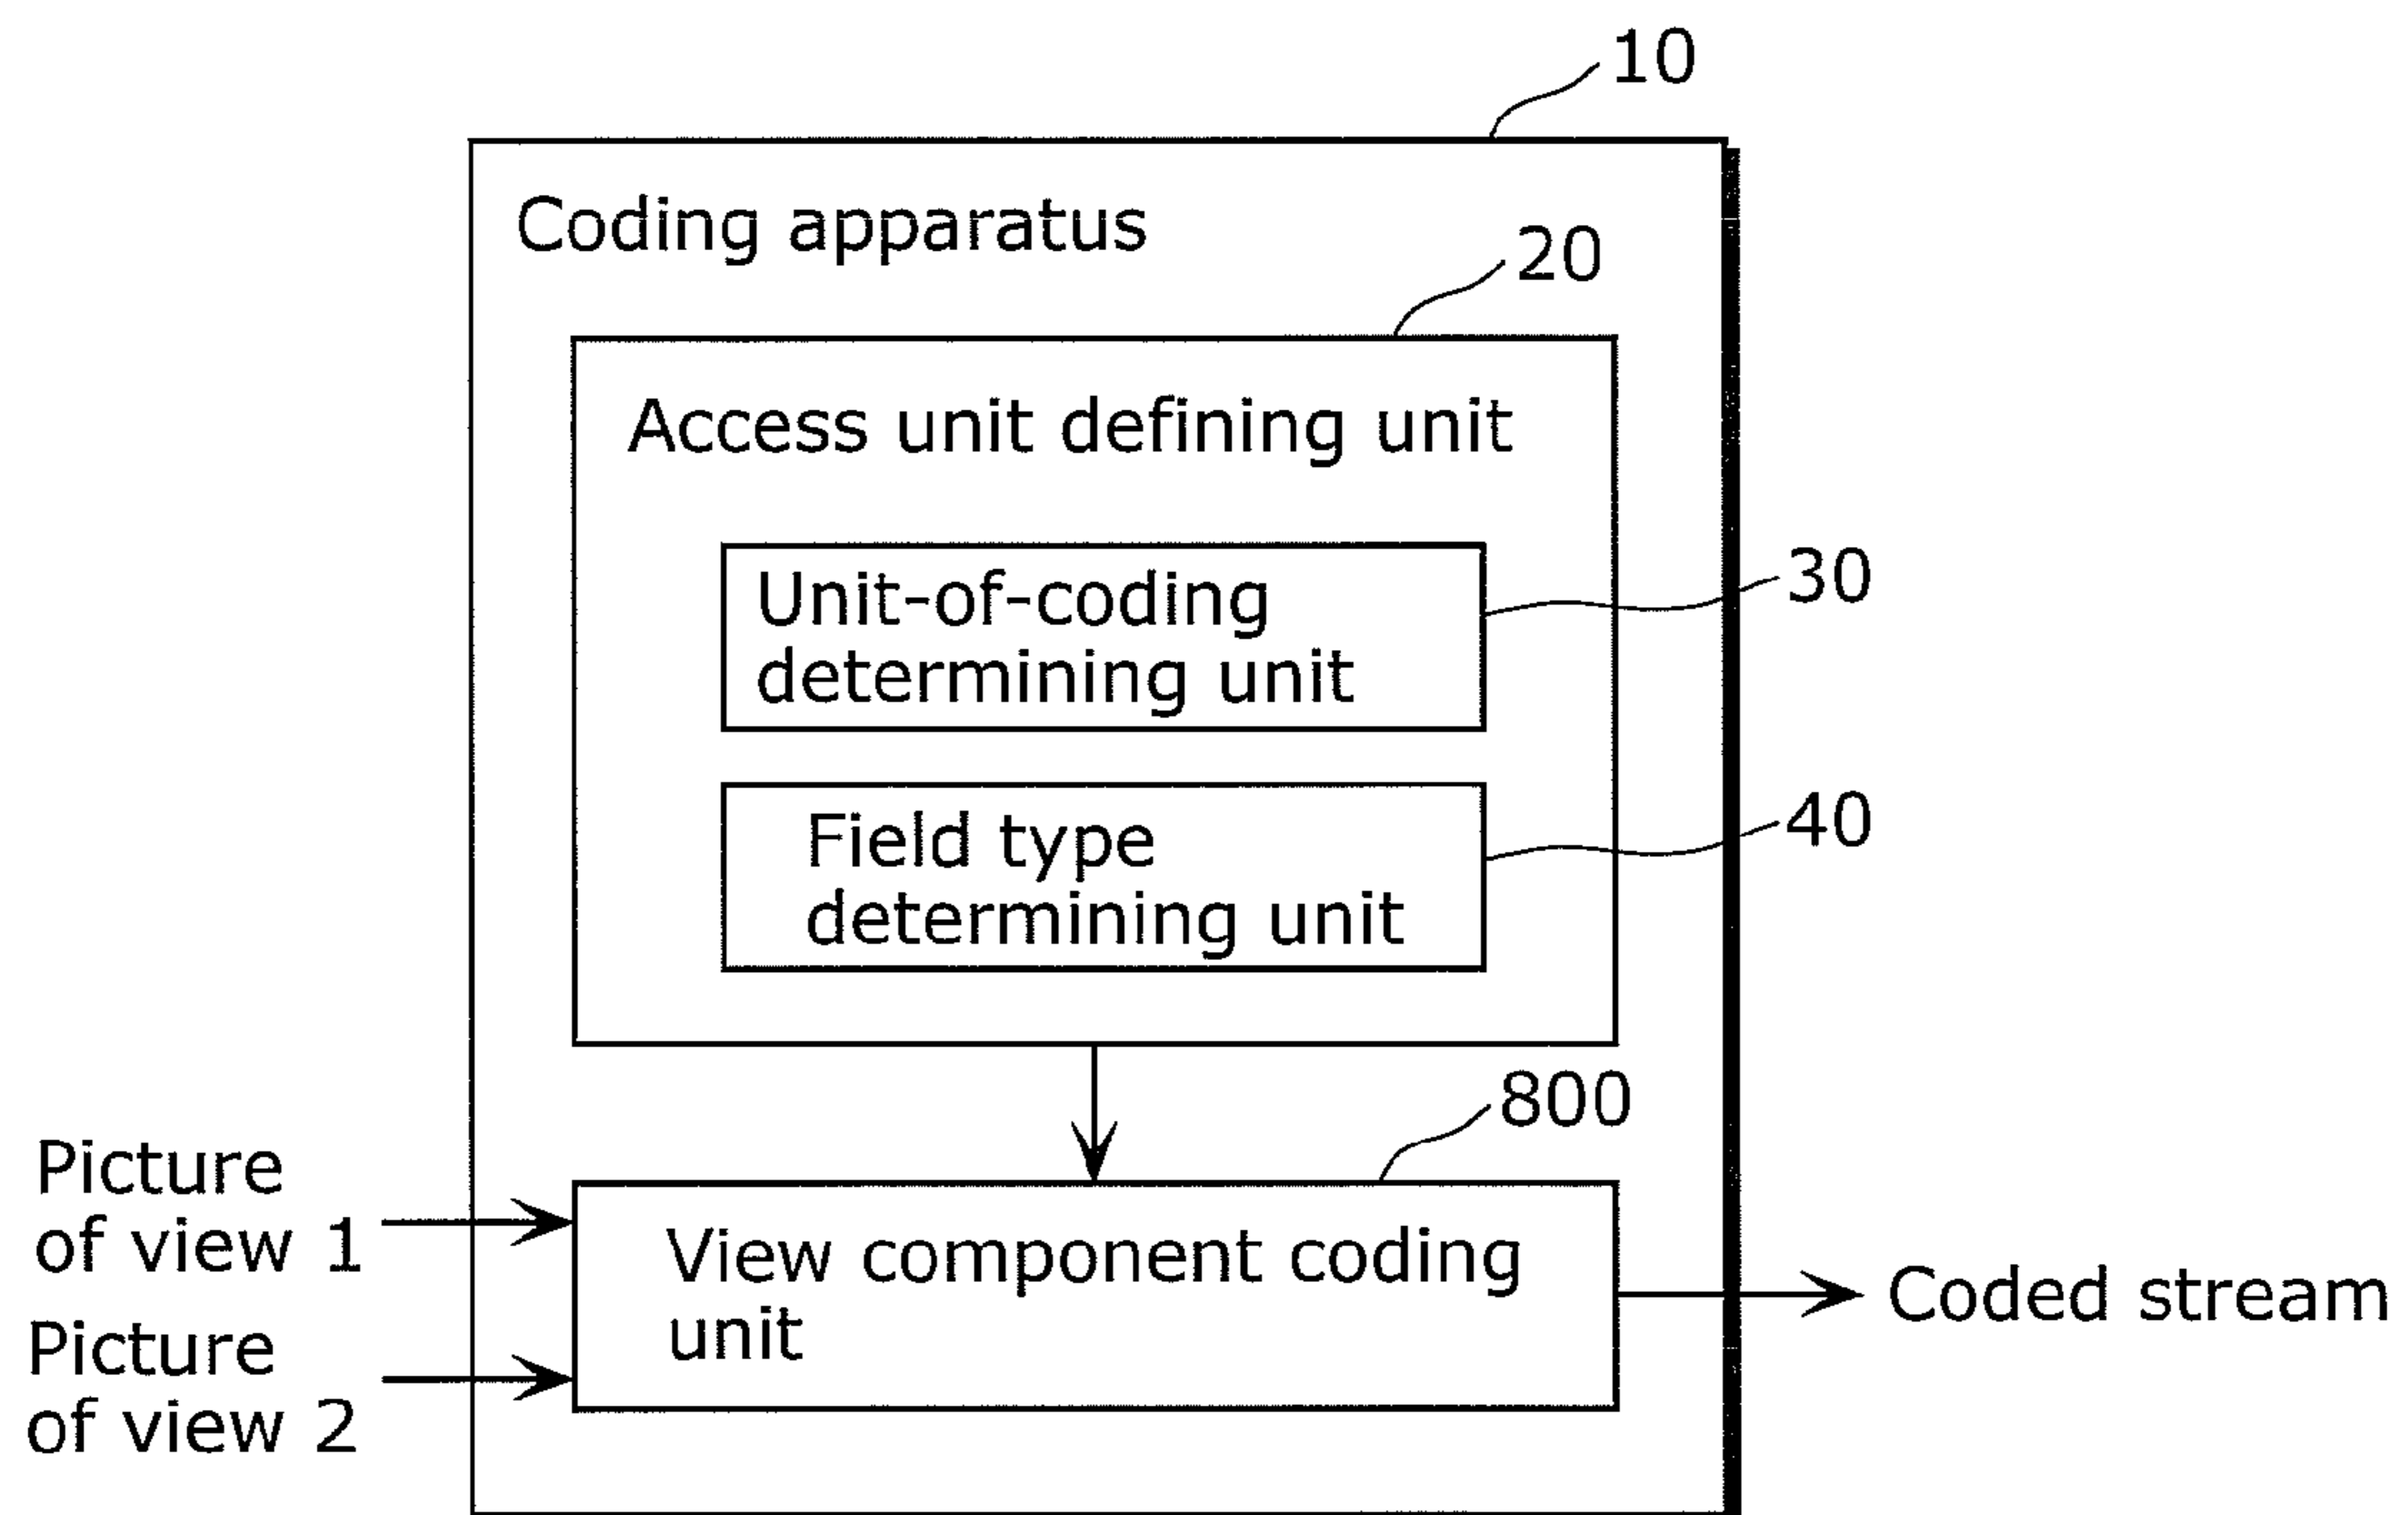 10
Coding apparatus
20
Access unit defining unit
Unit-of-coding
determining unit
30
Field type
determining unit
40
800
Picture
of view 1
Picture
of view 2
View component coding
unit
Coded stream